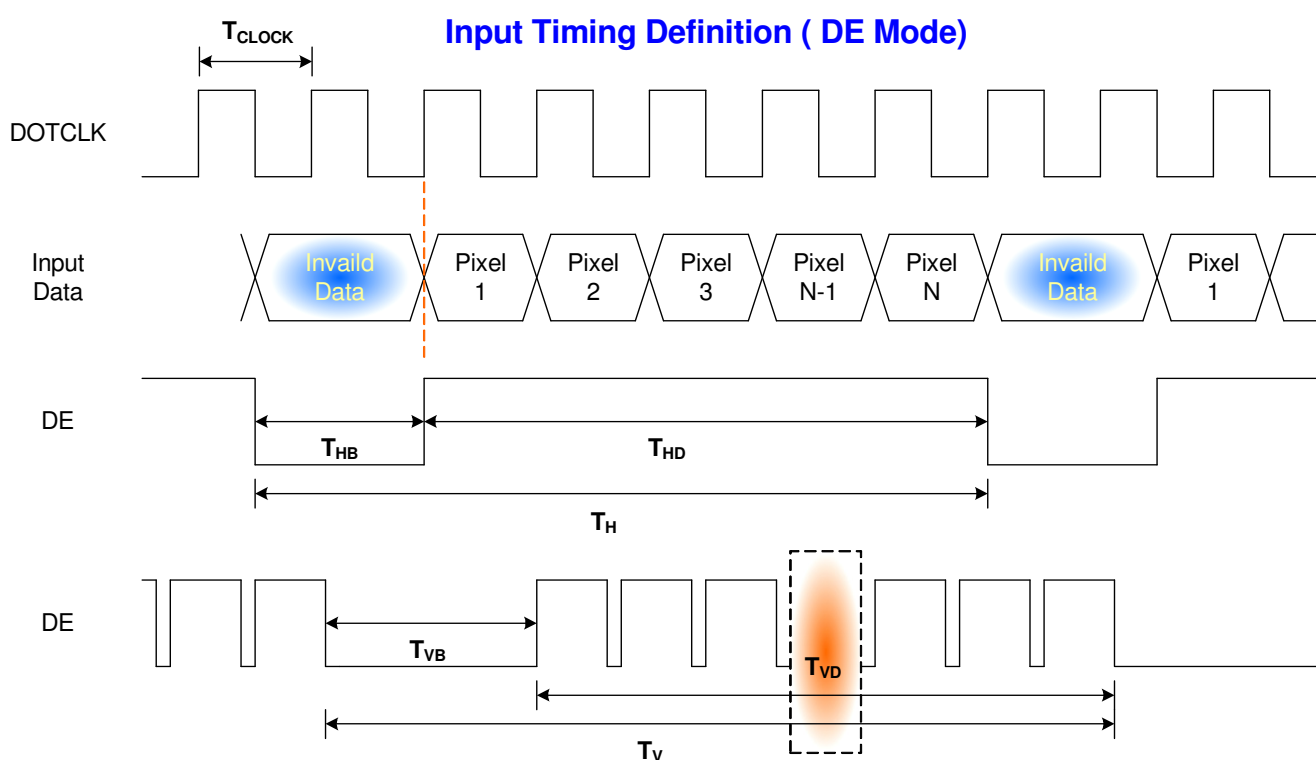 Input Timing Definition ( DE Mode)
TCLOCK
DOTCLK
Input
Data
Invaild
Data
Pixel
1
Pixel
2
Pixel
3
Pixel
N-1
Pixel
N
Invaild
Data
Pixel
1
DE
THB
THD
TH
DE
TVB
TVD
TV